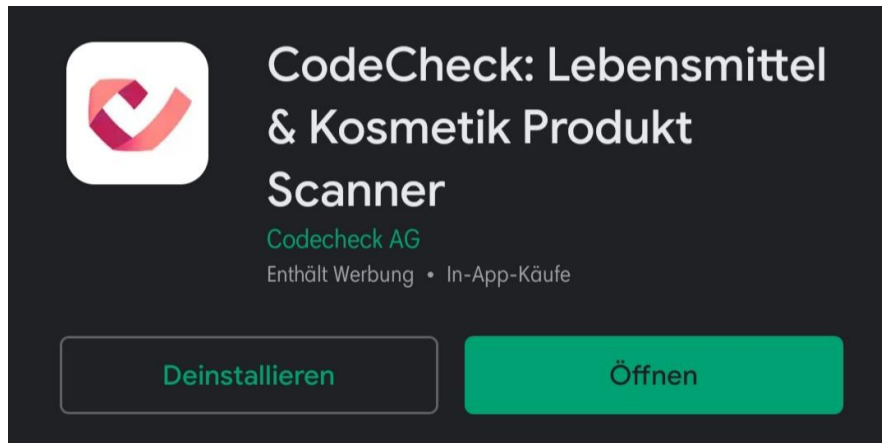 CodeCheck: Lebensmittel
& Kosmetik Produkt
Scanner
Codecheck AG
Enthält Werbung • In-App-Käufe
Deinstallieren
Öffnen